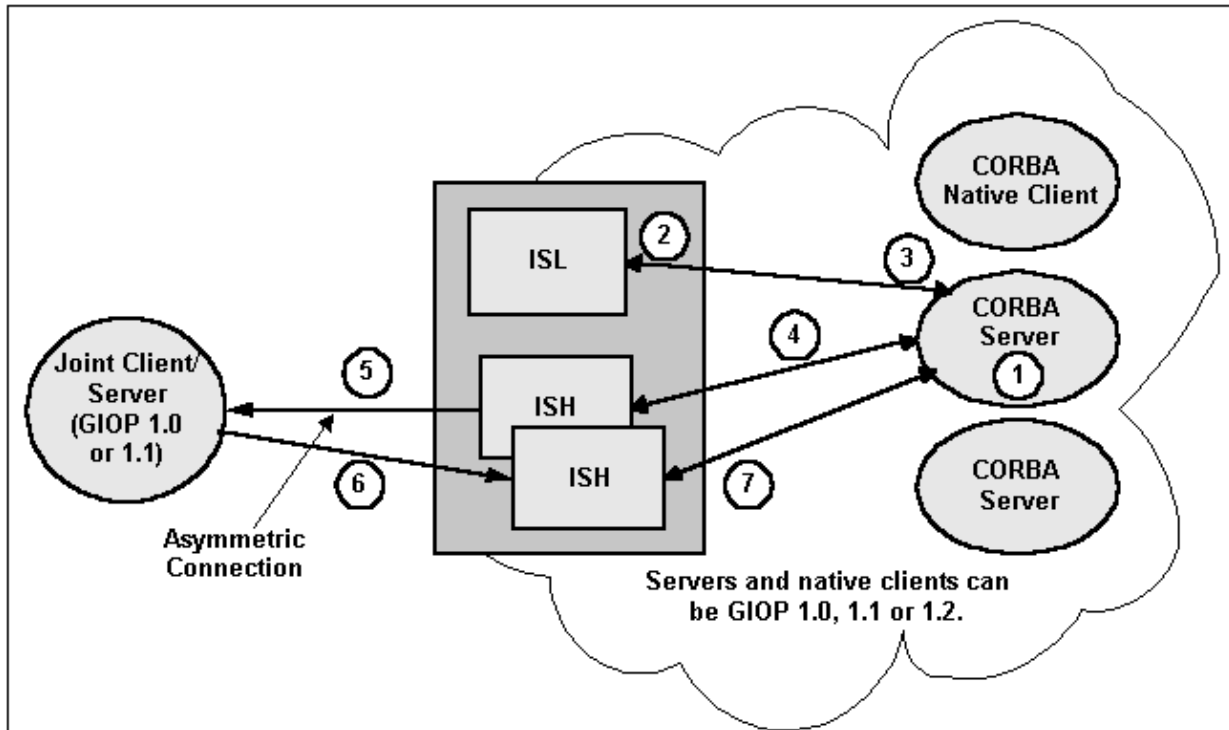 CORBA
Native Client
2
ISL
3
CORBA
Server
1
4
Joint Client/
Server
(GIOP 1.0
or 1.1)
5
ISH
6
ISH
7
CORBA
Server
Asymmetric
Connection
Servers and native clients can
be GIOP 1.0, 1.1 or 1.2.